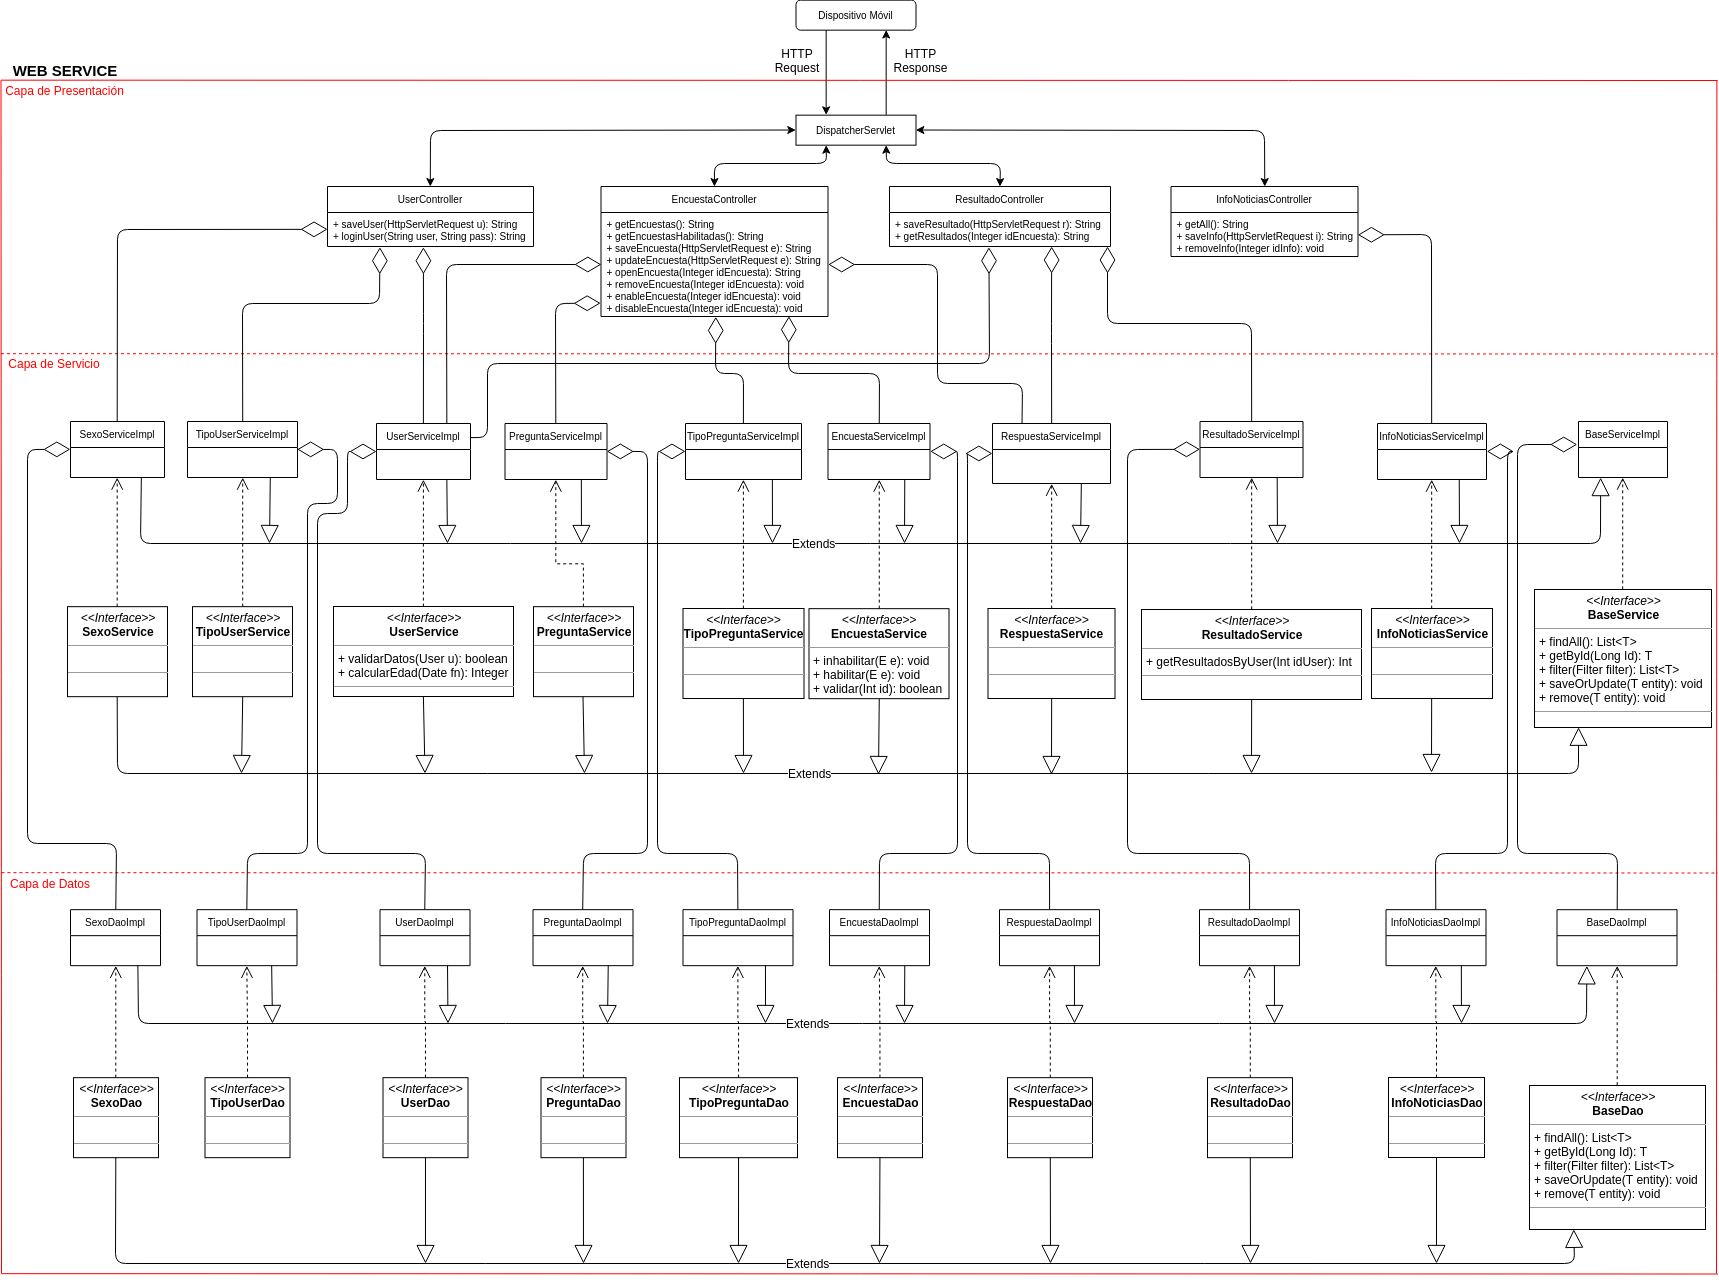 Dispositivo Móvil
HTTP
Request
HTTP
Response
WEB SERVICE
Capa de Presentación
DispatcherServlet
UserController
+ saveUser(HttpServletRequest u): String
+ loginUser(String user, String pass): String
EncuestaController
+ getEncuestas(): String
+ getEncuestasHabilitadas(): String
+ saveEncuesta(HttpServletRequest e): String
+ updateEncuesta(HttpServletRequest e): String
+ openEncuesta(Integer idEncuesta): String
+ removeEncuesta(Integer idEncuesta): void
+ enableEncuesta(Integer idEncuesta): void
+ disableEncuesta(Integer idEncuesta): void
ResultadoController
+ saveResultado(HttpServletRequest r): String
+ getResultados(Integer idEncuesta): String
InfoNoticiasController
+ getAll(): String
+ saveInfo(HttpServletRequest i): String
+ removeInfo(Integer idInfo): void
Capa de Servicio
SexoServiceImpl
TipoUserServiceImpl
UserServiceImpl
PreguntaServiceImpl
TipoPreguntaServiceImpl
EncuestaServiceImpl
RespuestaServiceImpl
ResultadoServiceImpl
InfoNoticiasServiceImpl
BaseServiceImpl
Extends
<<Interface>>
SexoService
<<Interface>>
TipoUserService
<<Interface>>
UserService
+ validarDatos(User u): boolean
+ calcularEdad(Date fn): Integer
<<Interface>>
PreguntaService
<<Interface>>
TipoPreguntaService
<<Interface>>
EncuestaService
+ inhabilitar(E e): void
+ habilitar(E e): void
+ validar(Int id): boolean
<<Interface>>
RespuestaService
<<Interface>>
ResultadoService
+ getResultadosByUser(Int idUser): Int
<<Interface>>
InfoNoticiasService
<<Interface>>
BaseService
+ findAll(): List<T>
+ getById(Long Id): T
+ filter(Filter filter): List<T>
+ saveOrUpdate(T entity): void
+ remove(T entity): void
Extends
Capa de Datos
SexoDaoImpl
TipoUserDaoImpl
UserDaoImpl
PreguntaDaoImpl
TipoPreguntaDaoImpl
EncuestaDaoImpl
RespuestaDaoImpl
ResultadoDaoImpl
InfoNoticiasDaoImpl
BaseDaoImpl
Extends
<<Interface>>
SexoDao
<<Interface>>
TipoUserDao
<<Interface>>
UserDao
<<Interface>>
PreguntaDao
<<Interface>>
TipoPreguntaDao
<<Interface>>
EncuestaDao
<<Interface>>
RespuestaDao
<<Interface>>
ResultadoDao
<<Interface>>
InfoNoticiasDao
<<Interface>>
BaseDao
+ findAll(): List<T>
+ getById(Long Id): T
+ filter(Filter filter): List<T>
+ saveOrUpdate(T entity): void
+ remove(T entity): void
Extends